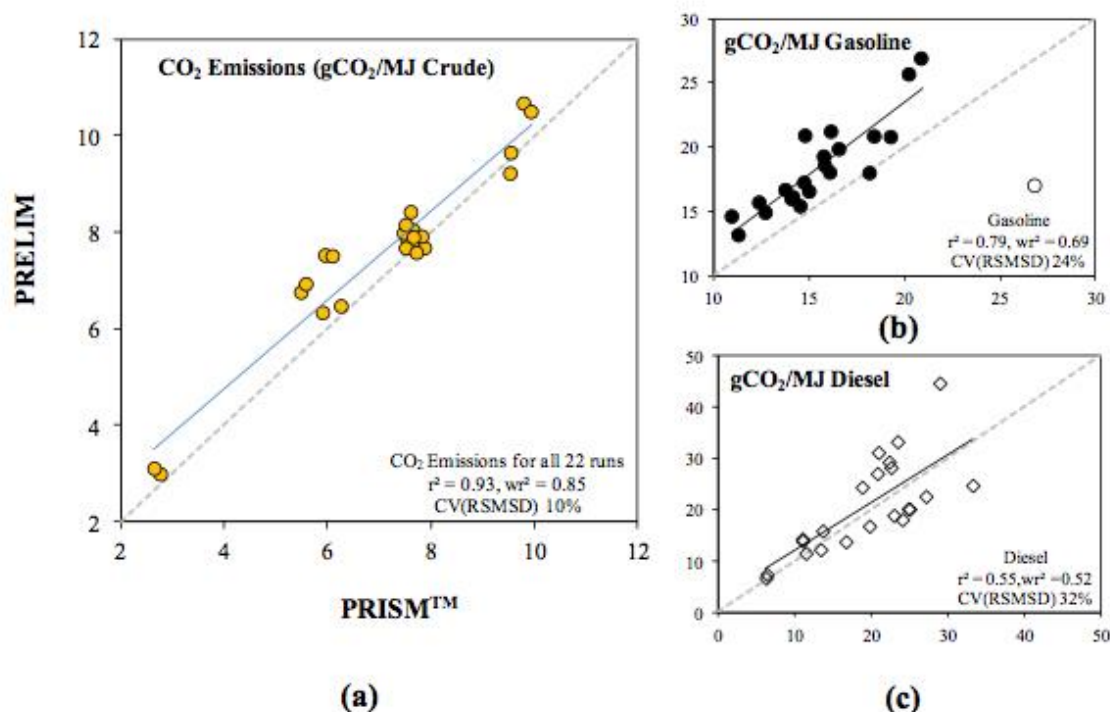 CO₂ Emissions (gCO₂/MJ Crude)
12
10
8
6
4
2
2
4
6
8
10
12
PRELIM
PRISM™
CO₂ Emissions for all 22 runs
r² = 0.93, wr² = 0.85
CV(RSMSD) 10%
(a)
gCO₂/MJ Gasoline
30
25
20
15
10
10
15
20
25
30
Gasoline
r² = 0.79, wr² = 0.69
CV(RSMSD) 24%
(b)
gCO₂/MJ Diesel
50
40
30
20
10
0
0
10
20
30
40
50
Diesel
r² = 0.55,wr² =0.52
CV(RSMSD) 32%
(c)